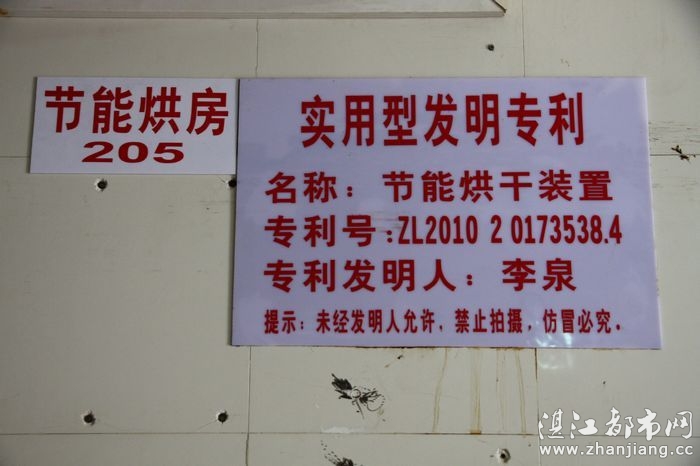 节能烘房
205
实用型发明专利
名称：节能烘干装置
专利号：ZL2010 2 0173538.4
专利发明人：李泉
提示：未经发明人允许，禁止拍摄，仿冒必究。
湛江都市网
www.zhanjiang.cc